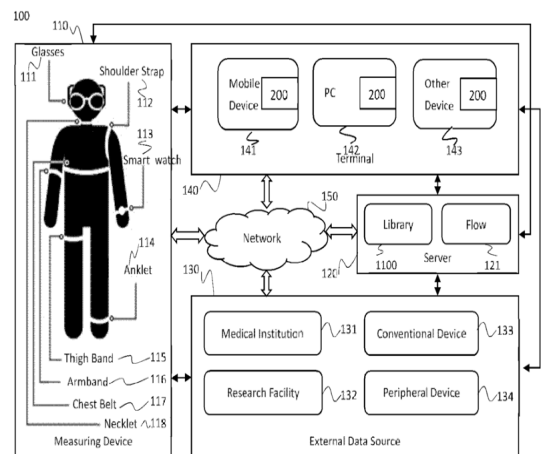 100
110
Glasses
111
Shoulder Strap
112
113
Smart watch
114
Anklet
Thigh Band 115
Armband 116
Chest Belt 117
Necklet 118
Measuring Device
Mobile
Device
200
141
PC
200
142
Other
Device
200
143
Terminal
140
150
Network
Library
1100
Flow
121
Server
120
130
Medical Institution 131
Conventional Device 133
Research Facility 132
Peripheral Device 134
External Data Source